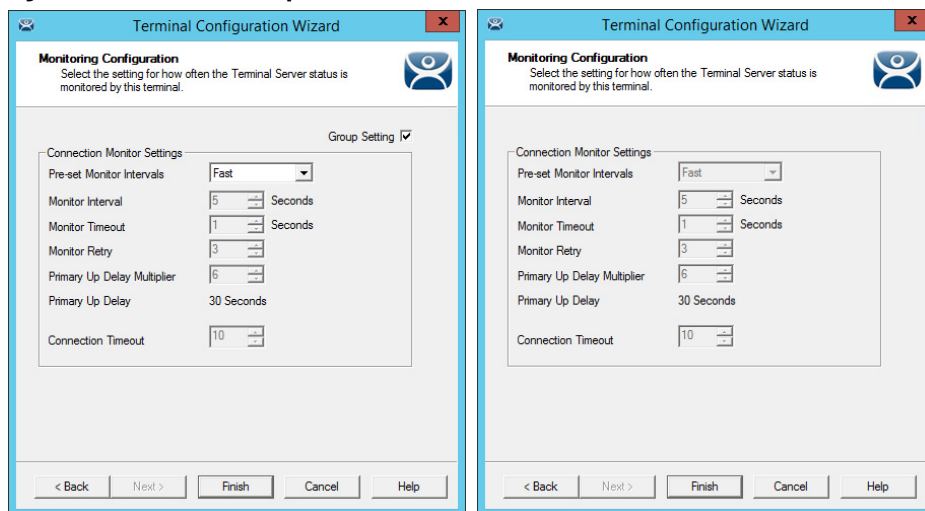 Terminal Configuration Wizard
x
Monitoring Configuration
Select the setting for how often the Terminal Server status is
monitored by this terminal.
Group Setting
Connection Monitor Settings
Pre-set Monitor Intervals Fast
Monitor Interval 5 Seconds
Monitor Timeout 1 Seconds
Monitor Retry 3
Primary Up Delay Multiplier 6
Primary Up Delay 30 Seconds
Connection Timeout 10
< Back Next > Finish Cancel Help
Terminal Configuration Wizard
x
Monitoring Configuration
Select the setting for how often the Terminal Server status is
monitored by this terminal.
Connection Monitor Settings
Pre-set Monitor Intervals Fast
Monitor Interval 5 Seconds
Monitor Timeout 1 Seconds
Monitor Retry 3
Primary Up Delay Multiplier 6
Primary Up Delay 30 Seconds
Connection Timeout 10
< Back Next > Finish Cancel Help